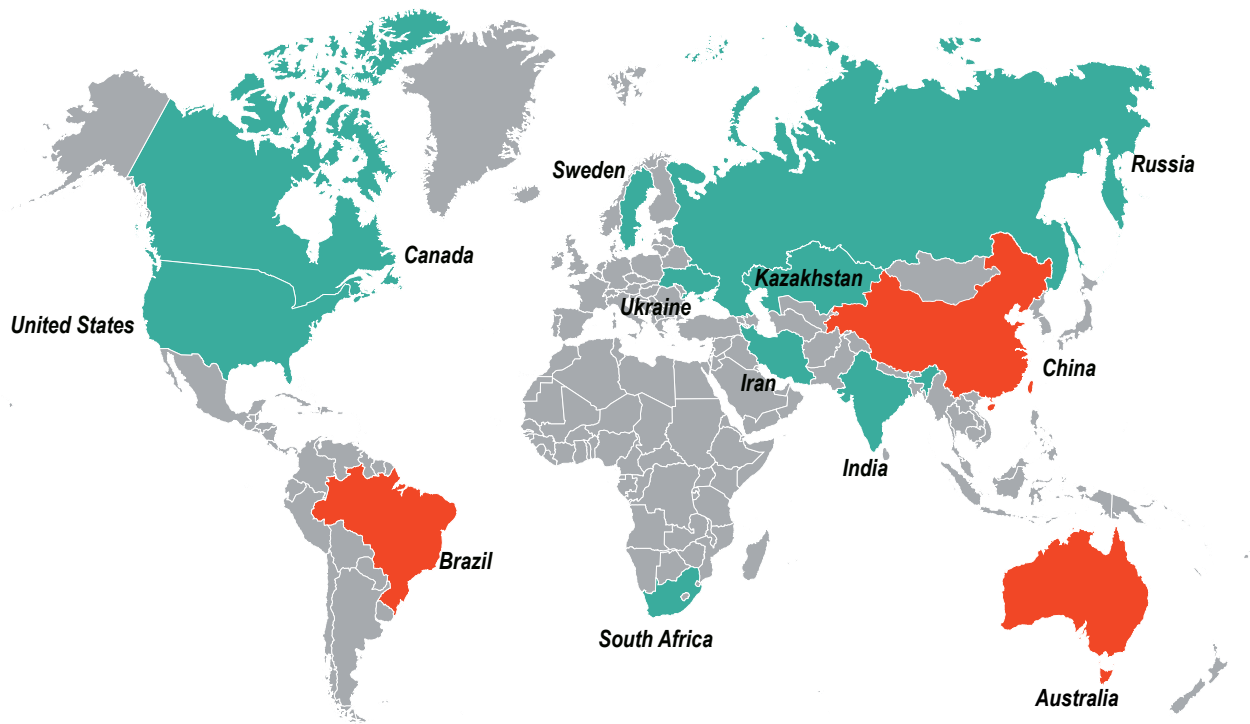 Sweden
Russia
Canada
Kazakhstan
Ukraine
United States
China
Iran
India
Brazil
South Africa
Australia